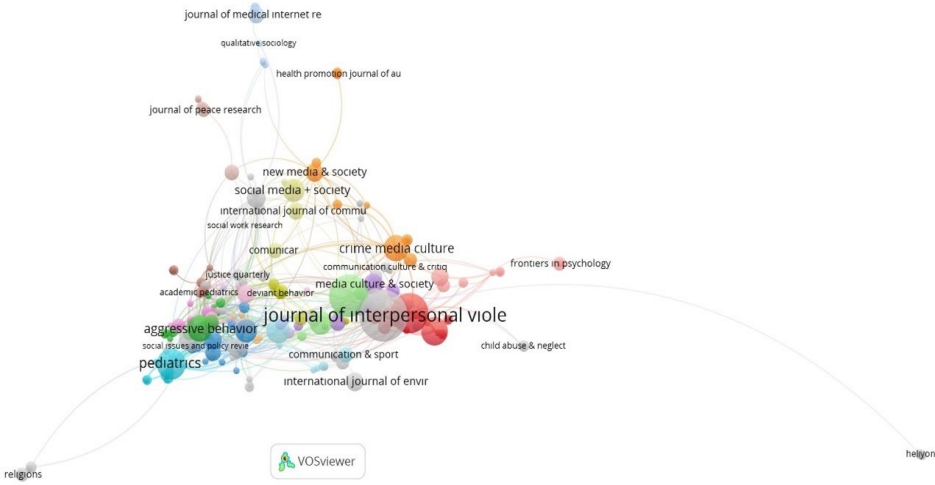 journal of medical internet re
qualitative sociology
health promotion journal of au
journal of peace research
new media & society
social media + society
international journal of commu
social work research
crime media culture
comunicar
communication culture & critiq
frontiers in psychology
justice quarterly
media culture & society
academic pediatrics
deviant behavior
journal of interpersonal viole
aggressive behavior
social issues and policy revie
child abuse & neglect
communication & sport
pediatrics
international journal of envir
heliyon
VOSviewer
religions